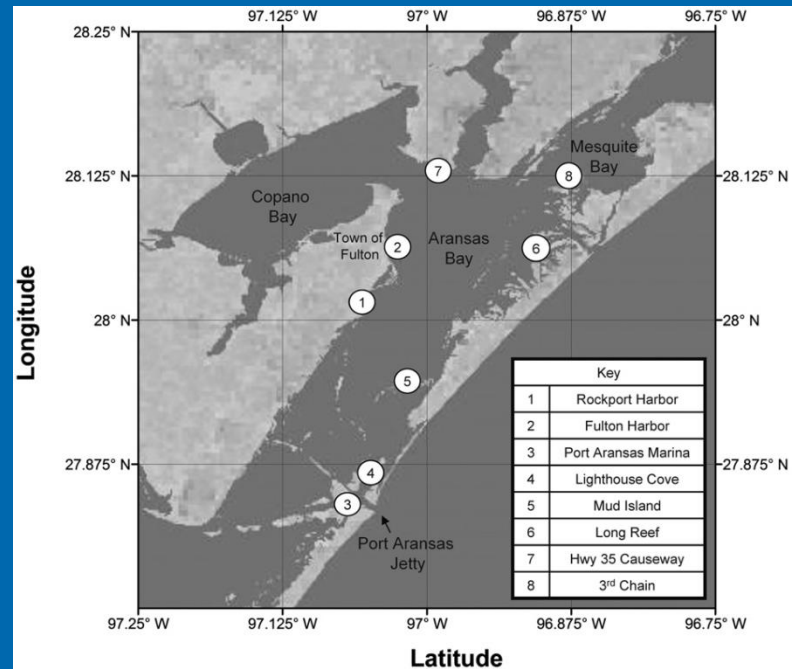 97.125° W
97° W
96.875° W
96.75° W
28.25° N
Mesquite
Bay
7
8
28.125° N
28.125° N
Copano
Bay
Town of
Fulton
2
Aransas
Bay
6
1
28° N
28° N
Longitude
5
Key
1 Rockport Harbor
2 Fulton Harbor
3 Port Aransas Marina
4 Lighthouse Cove
5 Mud Island
6 Long Reef
7 Hwy 35 Causeway
8 3rd Chain
27.875° N
27.875° N
4
3
Port Aransas
Jetty
97.25° W
97.125° W
97° W
96.875° W
96.75° W
Latitude